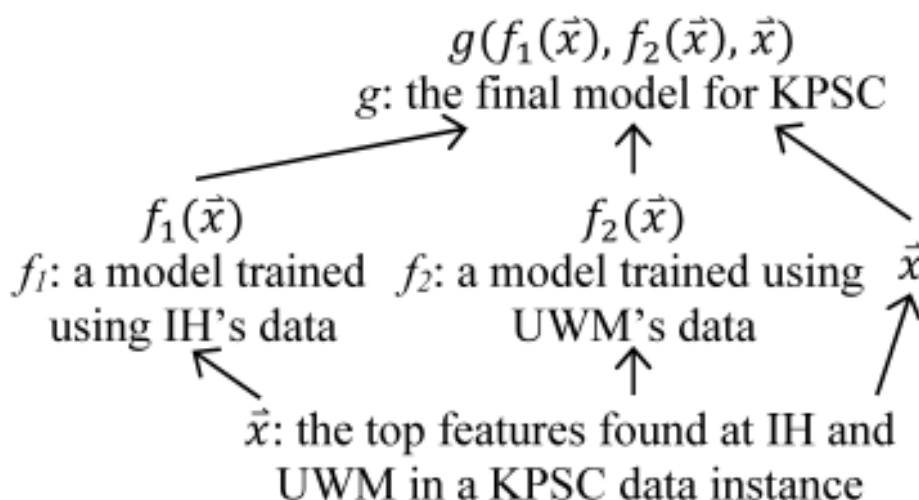 g(f₁(x⃗), f₂(x⃗), x⃗)
g: the final model for KPSC
f₁(x⃗)
f₁: a model trained
using IH's data
f₂(x⃗)
f₂: a model trained using
UWM's data
x⃗
x⃗: the top features found at IH and
UWM in a KPSC data instance